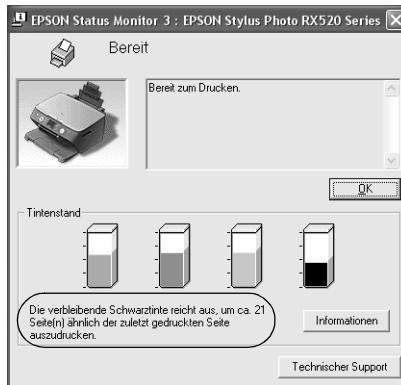 EPSON Status Monitor 3 : EPSON Stylus Photo RX520 Series
Bereit
Bereit zum Drucken.
OK
Tintenstand
Die verbleibende Schwarztinte reicht aus, um ca. 21
Seite(n) ähnlich der zuletzt gedruckten Seite
auszudrucken.
Informationen
Technischer Support